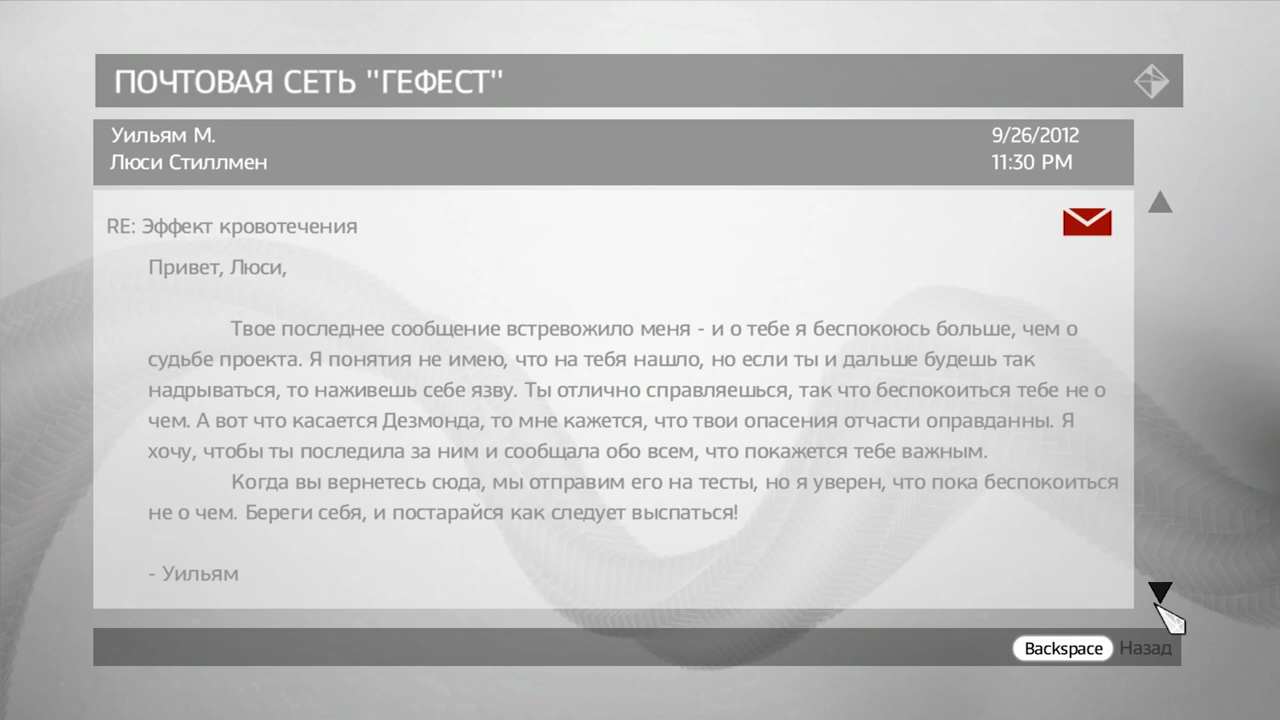 ПОЧТОВАЯ СЕТЬ "ГЕФЕСТ"
Уильям М. 9/26/2012
Люси Стиллмен 11:30 PM
RE: Эффект кровотечения
Привет, Люси,
Твое последнее сообщение встревожило меня - и о тебе я беспокоюсь больше, чем о
судьбе проекта. Я понятия не имею, что на тебя нашло, но если ты и дальше будешь так
надрываться, то наживешь себе язву. Ты отлично справляешься, так что беспокоиться тебе не о
чем. А вот что касается Дезмонда, то мне кажется, что твои опасения отчасти оправданны. Я
хочу, чтобы ты последила за ним и сообщала обо всем, что покажется тебе важным.
Когда вы вернетесь сюда, мы отправим его на тесты, но я уверен, что пока беспокоиться
не о чем. Береги себя, и постарайся как следует выспаться!
- Уильям
Backspace Назад